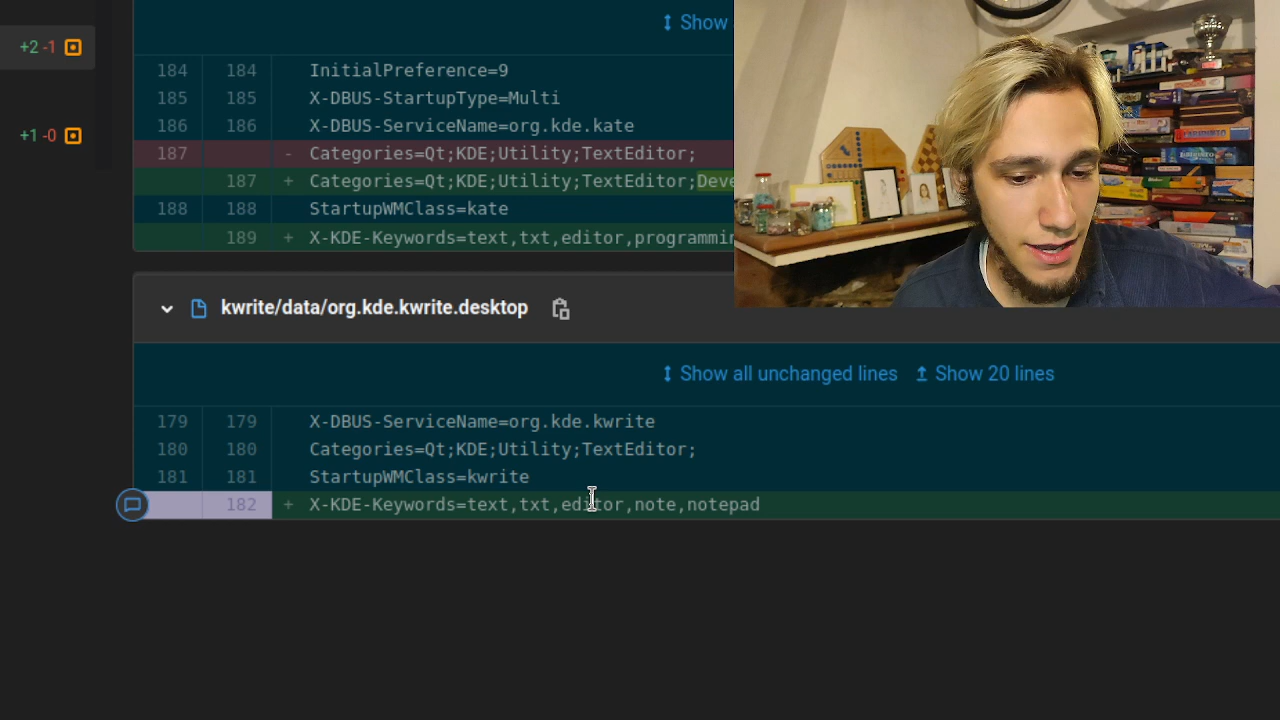 +2 -1
+1 -0
Show
184 184 InitialPreference=9
185 185 X-DBUS-StartupType=Multi
186 186 X-DBUS-ServiceName=org.kde.kate
187 - Categories=Qt;KDE;Utility;TextEditor;
187 + Categories=Qt;KDE;Utility;TextEditor;Deve
188 188 StartupWMClass=kate
189 + X-KDE-Keywords=text,txt,editor,programmin
kwrite/data/org.kde.kwrite.desktop
Show all unchanged lines Show 20 lines
179 179 X-DBUS-ServiceName=org.kde.kwrite
180 180 Categories=Qt;KDE;Utility;TextEditor;
181 181 StartupWMClass=kwrite
182 + X-KDE-Keywords=text,txt,editor,note,notepad